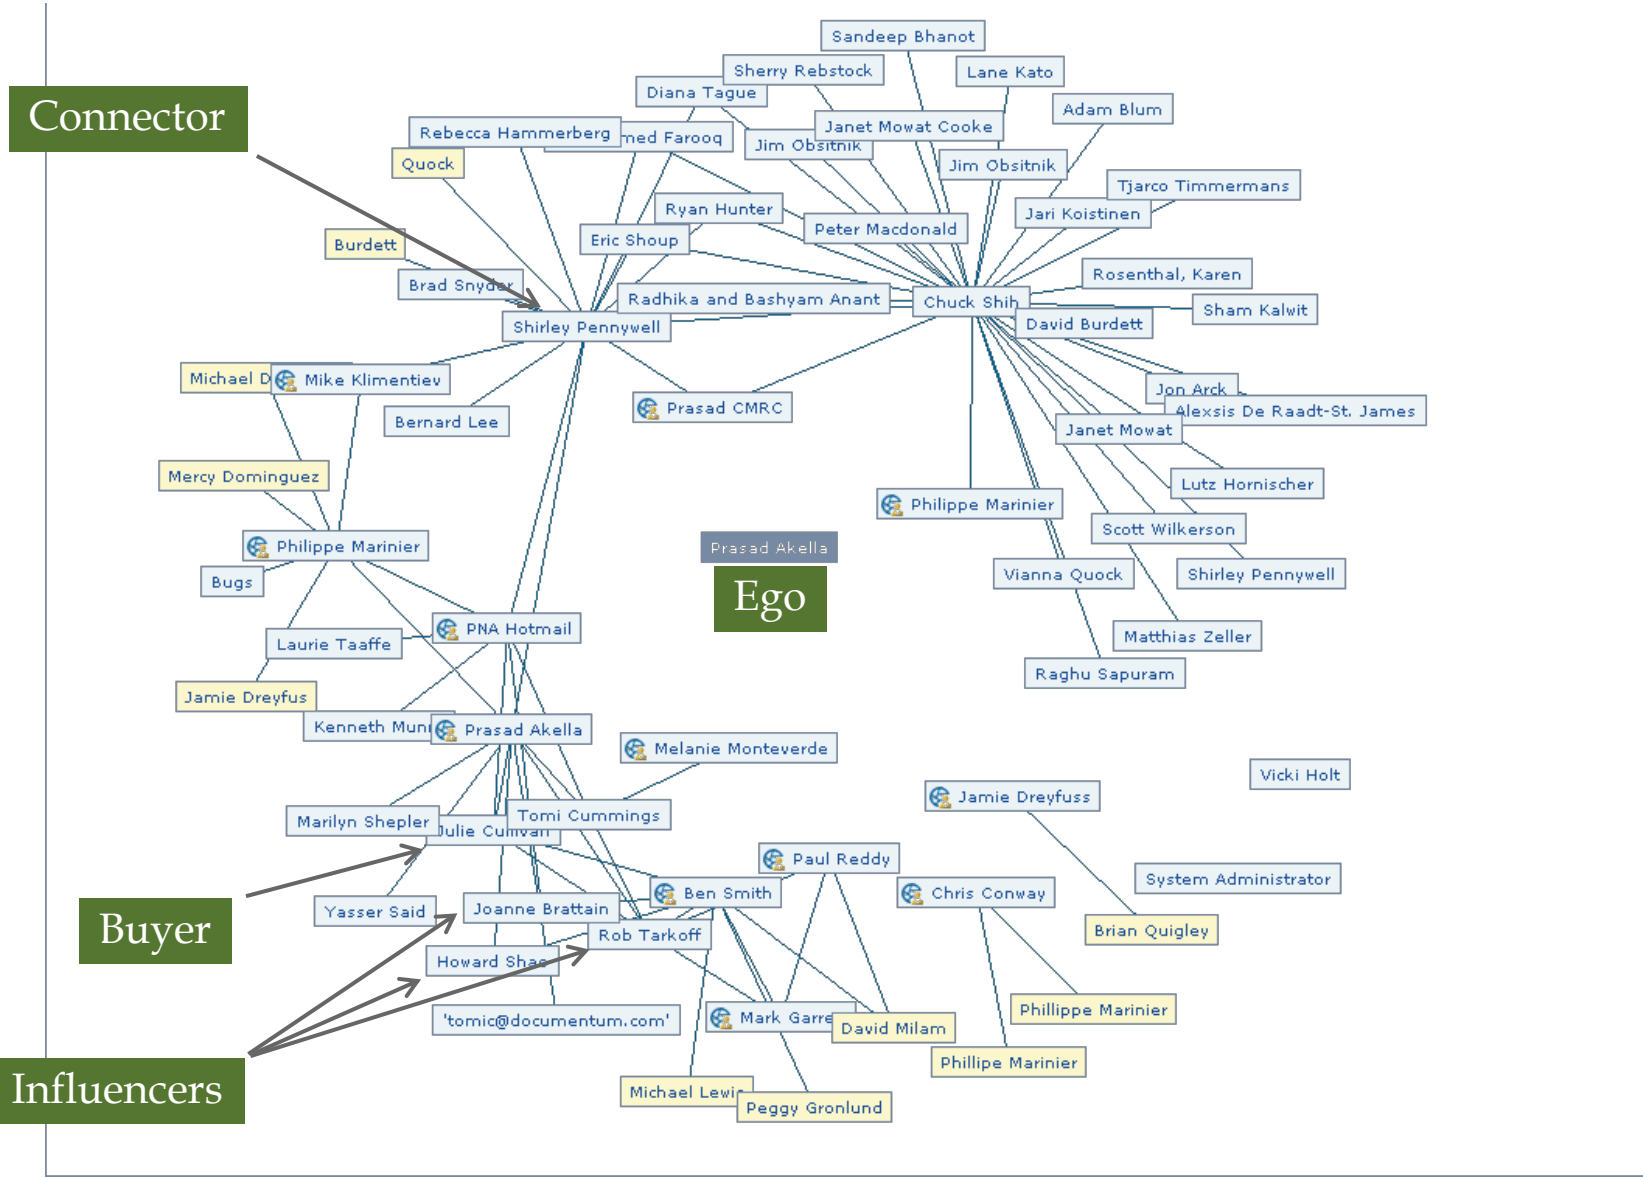 Sandeep Bhanot
Sherry Rebstock
Lane Kato
Diana Tague
Adam Blum
Connector
Rebecca Hammerberg
med Farooq
Janet Mowat Cooke
Jim Obsitnik
Quock
Jim Obsitnik
Tjarco Timmermans
Ryan Hunter
Jari Koistinen
Peter Macdonald
Burdett
Eric Shoup
Brad Snyder
Rosenthal, Karen
Radhika and Bashyam Anant
Chuck Shih
Sham Kalwit
Shirley Pennywell
David Burdett
Michael D
Mike Klimentiev
Jon Arck
Prasad CMRC
Alexsis De Raadt-St. James
Bernard Lee
Janet Mowat
Mercy Dominguez
Lutz Hornischer
Philippe Marinier
Scott Wilkerson
Philippe Marinier
Prasad Akella
Bugs
Vianna Quock
Shirley Pennywell
Ego
PNA Hotmail
Laurie Taaffe
Matthias Zeller
Raghu Sapuram
Jamie Dreyfus
Kenneth Mun
Prasad Akella
Melanie Monteverde
Vicki Holt
Jamie Dreyfuss
Marilyn Shepler
Tomi Cummings
Julie Cullivan
Paul Reddy
System Administrator
Ben Smith
Chris Conway
Yasser Said
Joanne Brattain
Buyer
Rob Tarkoff
Brian Quigley
Howard Shao
Phillippe Marinier
'tomic@documentum.com'
Mark Garre
David Milam
Phillipe Marinier
Influencers
Michael Lewis
Peggy Gronlund